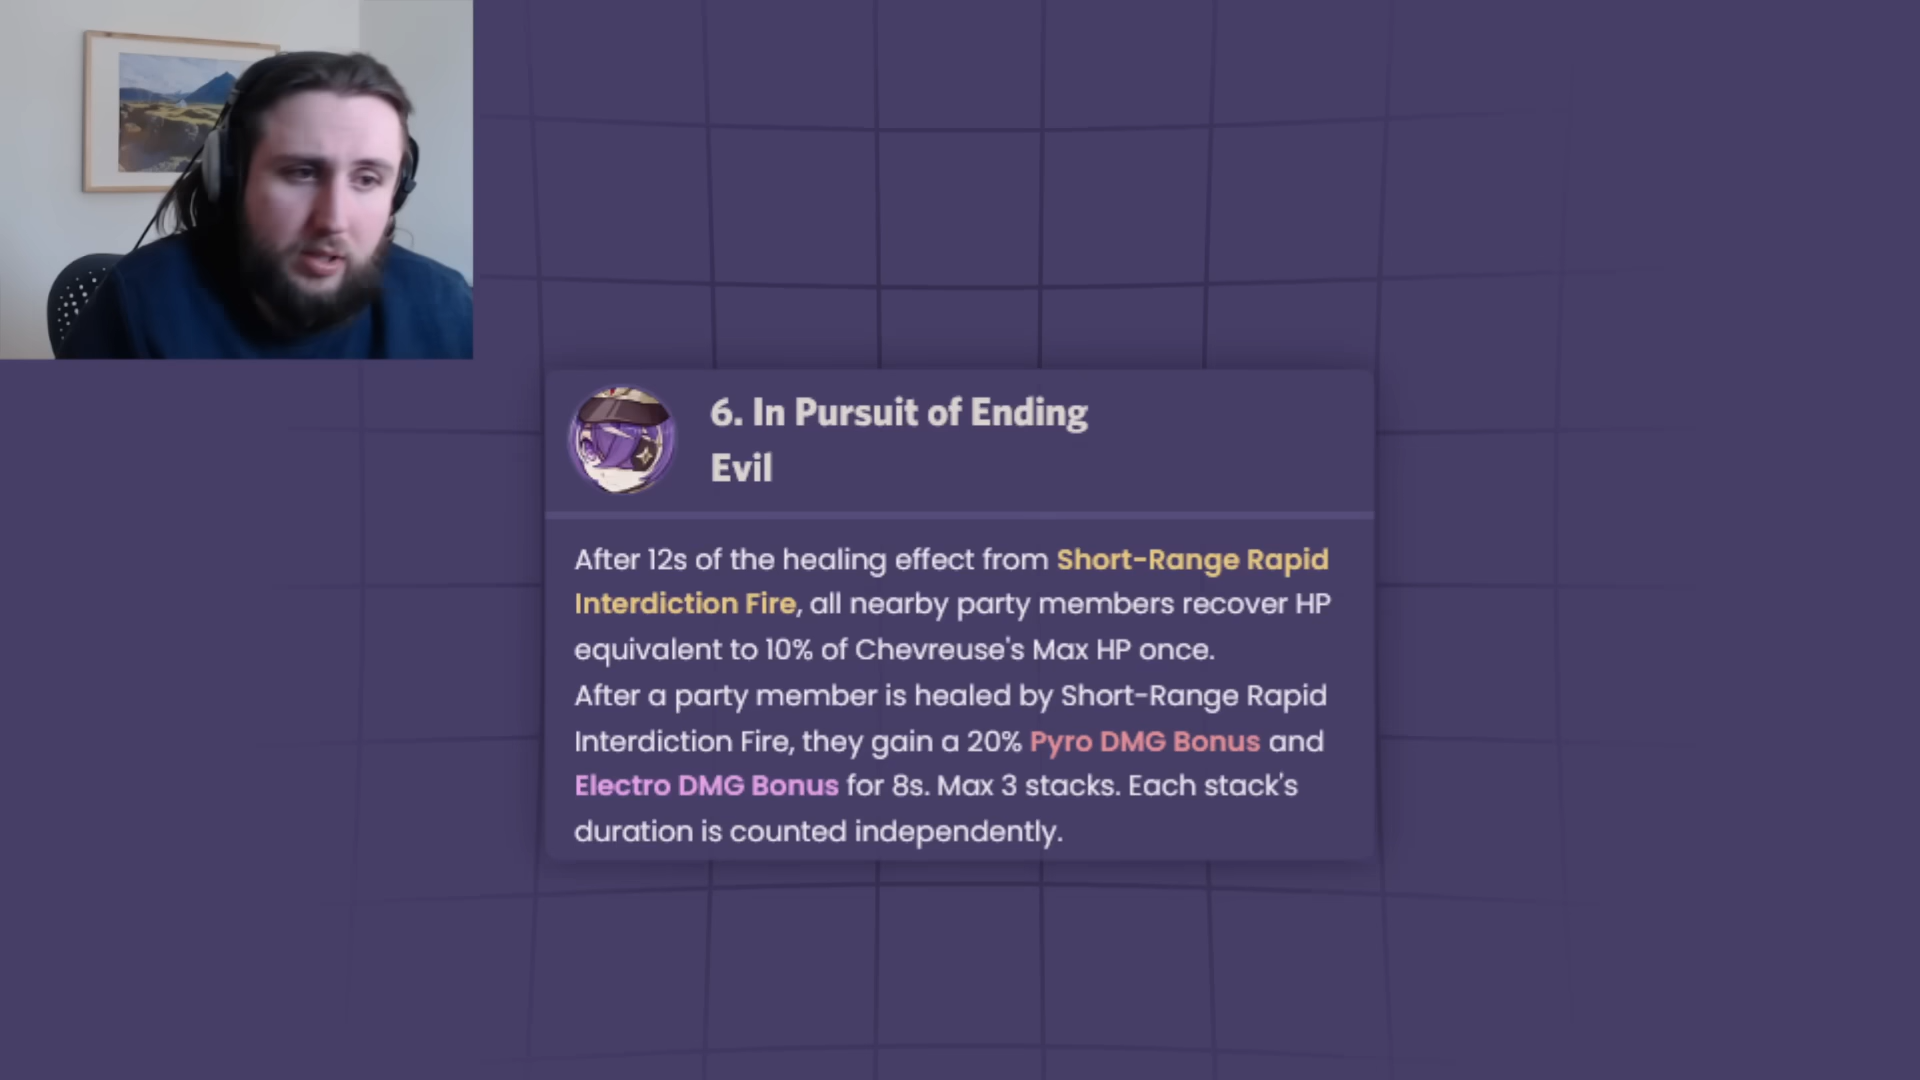 6. In Pursuit of Ending
Evil
After 12s of the healing effect from Short-Range Rapid
Interdiction Fire, all nearby party members recover HP
equivalent to 10% of Chevreuse's Max HP once.
After a party member is healed by Short-Range Rapid
Interdiction Fire, they gain a 20% Pyro DMG Bonus and
Electro DMG Bonus for 8s. Max 3 stacks. Each stack's
duration is counted independently.